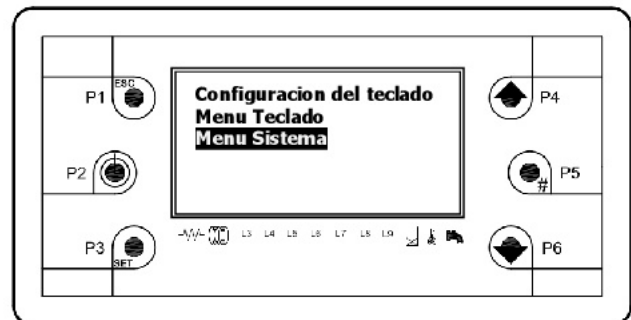 ESC
P1
P2
P3
SET
Configuracion del teclado
Menu Teclado
Menu Sistema
L3 L4 L5 L6 L7 L8 L9
P4
P5
#
P6